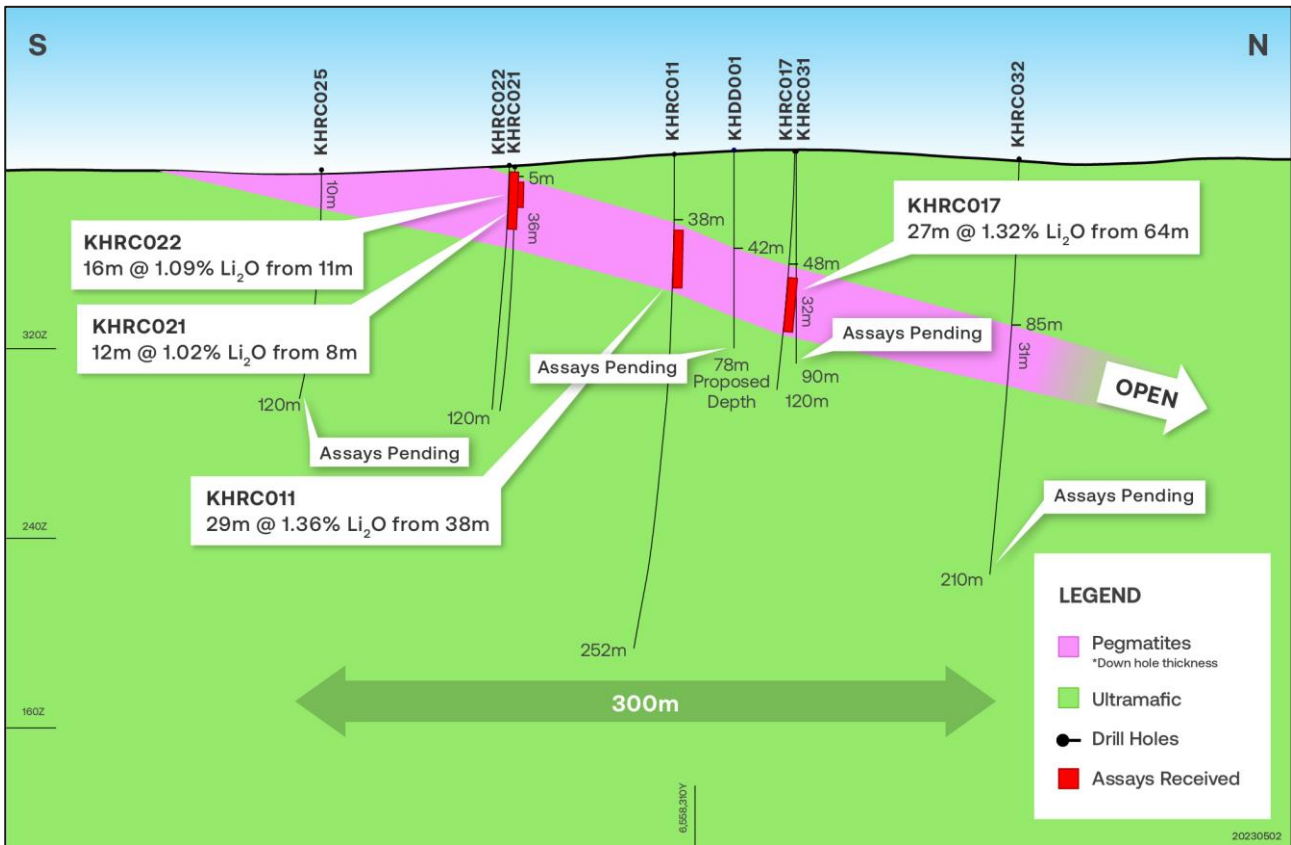 S
N
KHRC025
KHRC022
KHRC021
KHRC011
KHDD001
KHRC017
KHRC031
KHRC032
10m
5m
36m
38m
42m
48m
32m
85m
31m
KHRC022
16m @ 1.09% Li₂O from 11m
KHRC021
12m @ 1.02% Li₂O from 8m
KHRC017
27m @ 1.32% Li₂O from 64m
Assays Pending
Assays Pending
78m
Proposed
Depth
90m
120m
OPEN
320Z
120m
120m
Assays Pending
KHRC011
29m @ 1.36% Li₂O from 38m
Assays Pending
240Z
210m
252m
300m
160Z
6,558,310Y
LEGEND
Pegmatites
*Down hole thickness
Ultramafic
Drill Holes
Assays Received
20230502